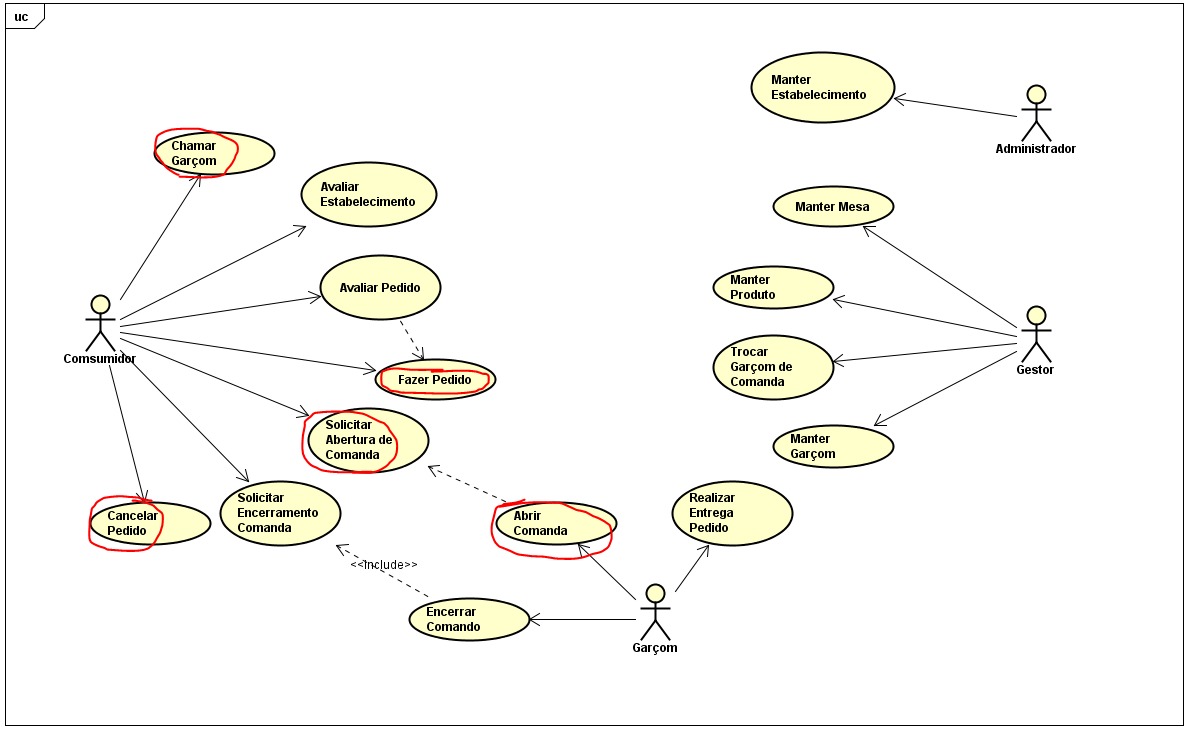 uc
Manter
Estabelecimento
Administrador
Chamar
Garçom
Avaliar
Estabelecimento
Manter Mesa
Avaliar Pedido
Manter
Produto
Comsumidor
Gestor
Trocar
Garçom de
Comanda
Fazer Pedido
Solicitar
Abertura de
Comanda
Manter
Garçom
Cancelar
Pedido
Solicitar
Encerramento
Comanda
Abrir
Comanda
Realizar
Entrega
Pedido
<<include>>
Encerrar
Comando
Garçom